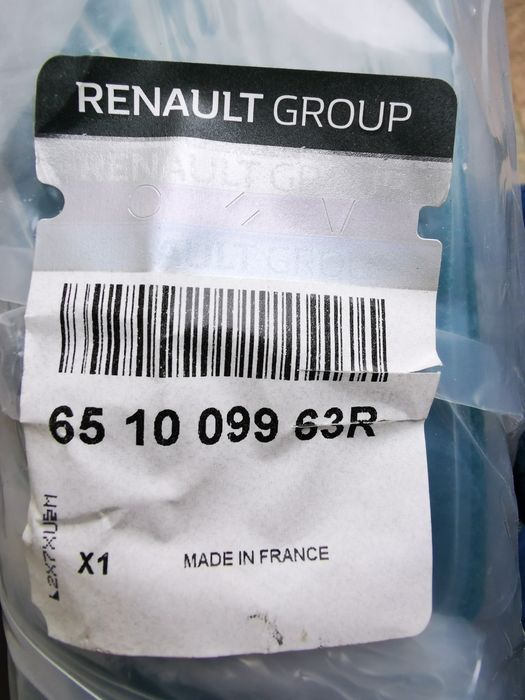 RENAULT GROUP
65 10 099 63R
X1
MADE IN FRANCE